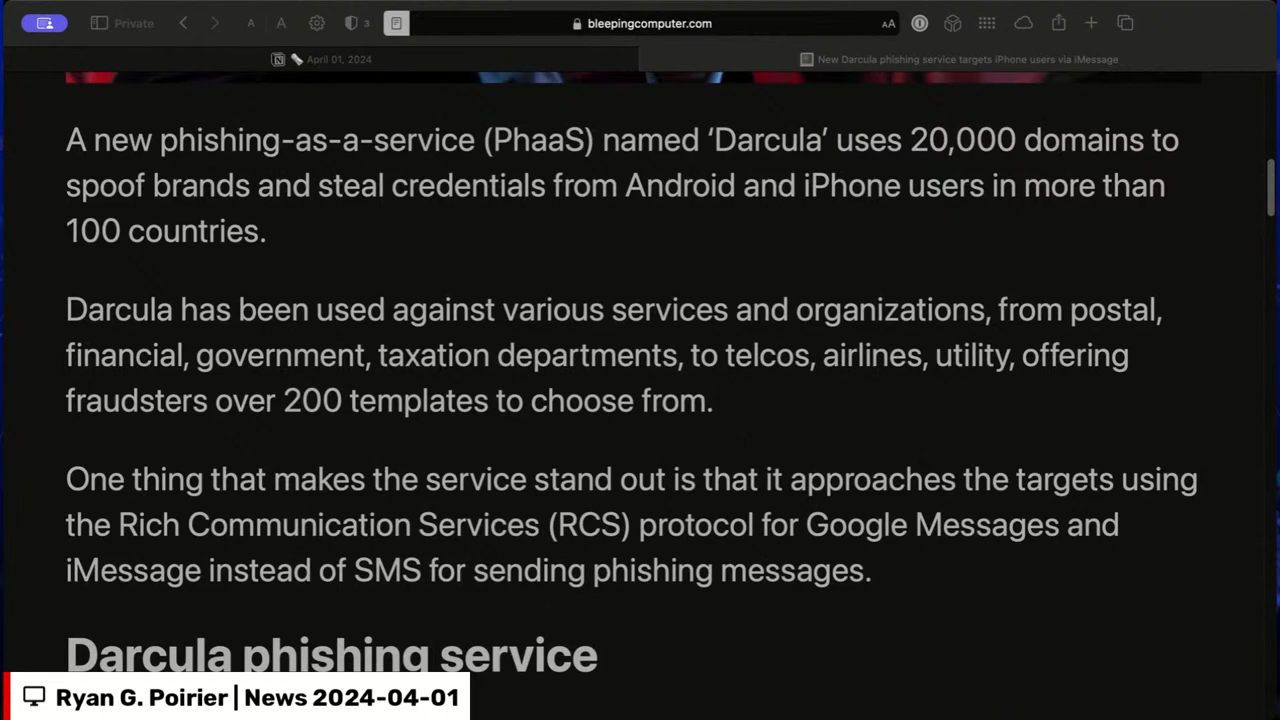 Private
A
A
3
bleepingcomputer.com
AA
April 01, 2024
New Darcula phishing service targets iPhone users via iMessage
A new phishing-as-a-service (PhaaS) named ‘Darcula’ uses 20,000 domains to
spoof brands and steal credentials from Android and iPhone users in more than
100 countries.
Darcula has been used against various services and organizations, from postal,
financial, government, taxation departments, to telcos, airlines, utility, offering
fraudsters over 200 templates to choose from.
One thing that makes the service stand out is that it approaches the targets using
the Rich Communication Services (RCS) protocol for Google Messages and
iMessage instead of SMS for sending phishing messages.
Darcula phishing service
Ryan G. Poirier | News 2024-04-01